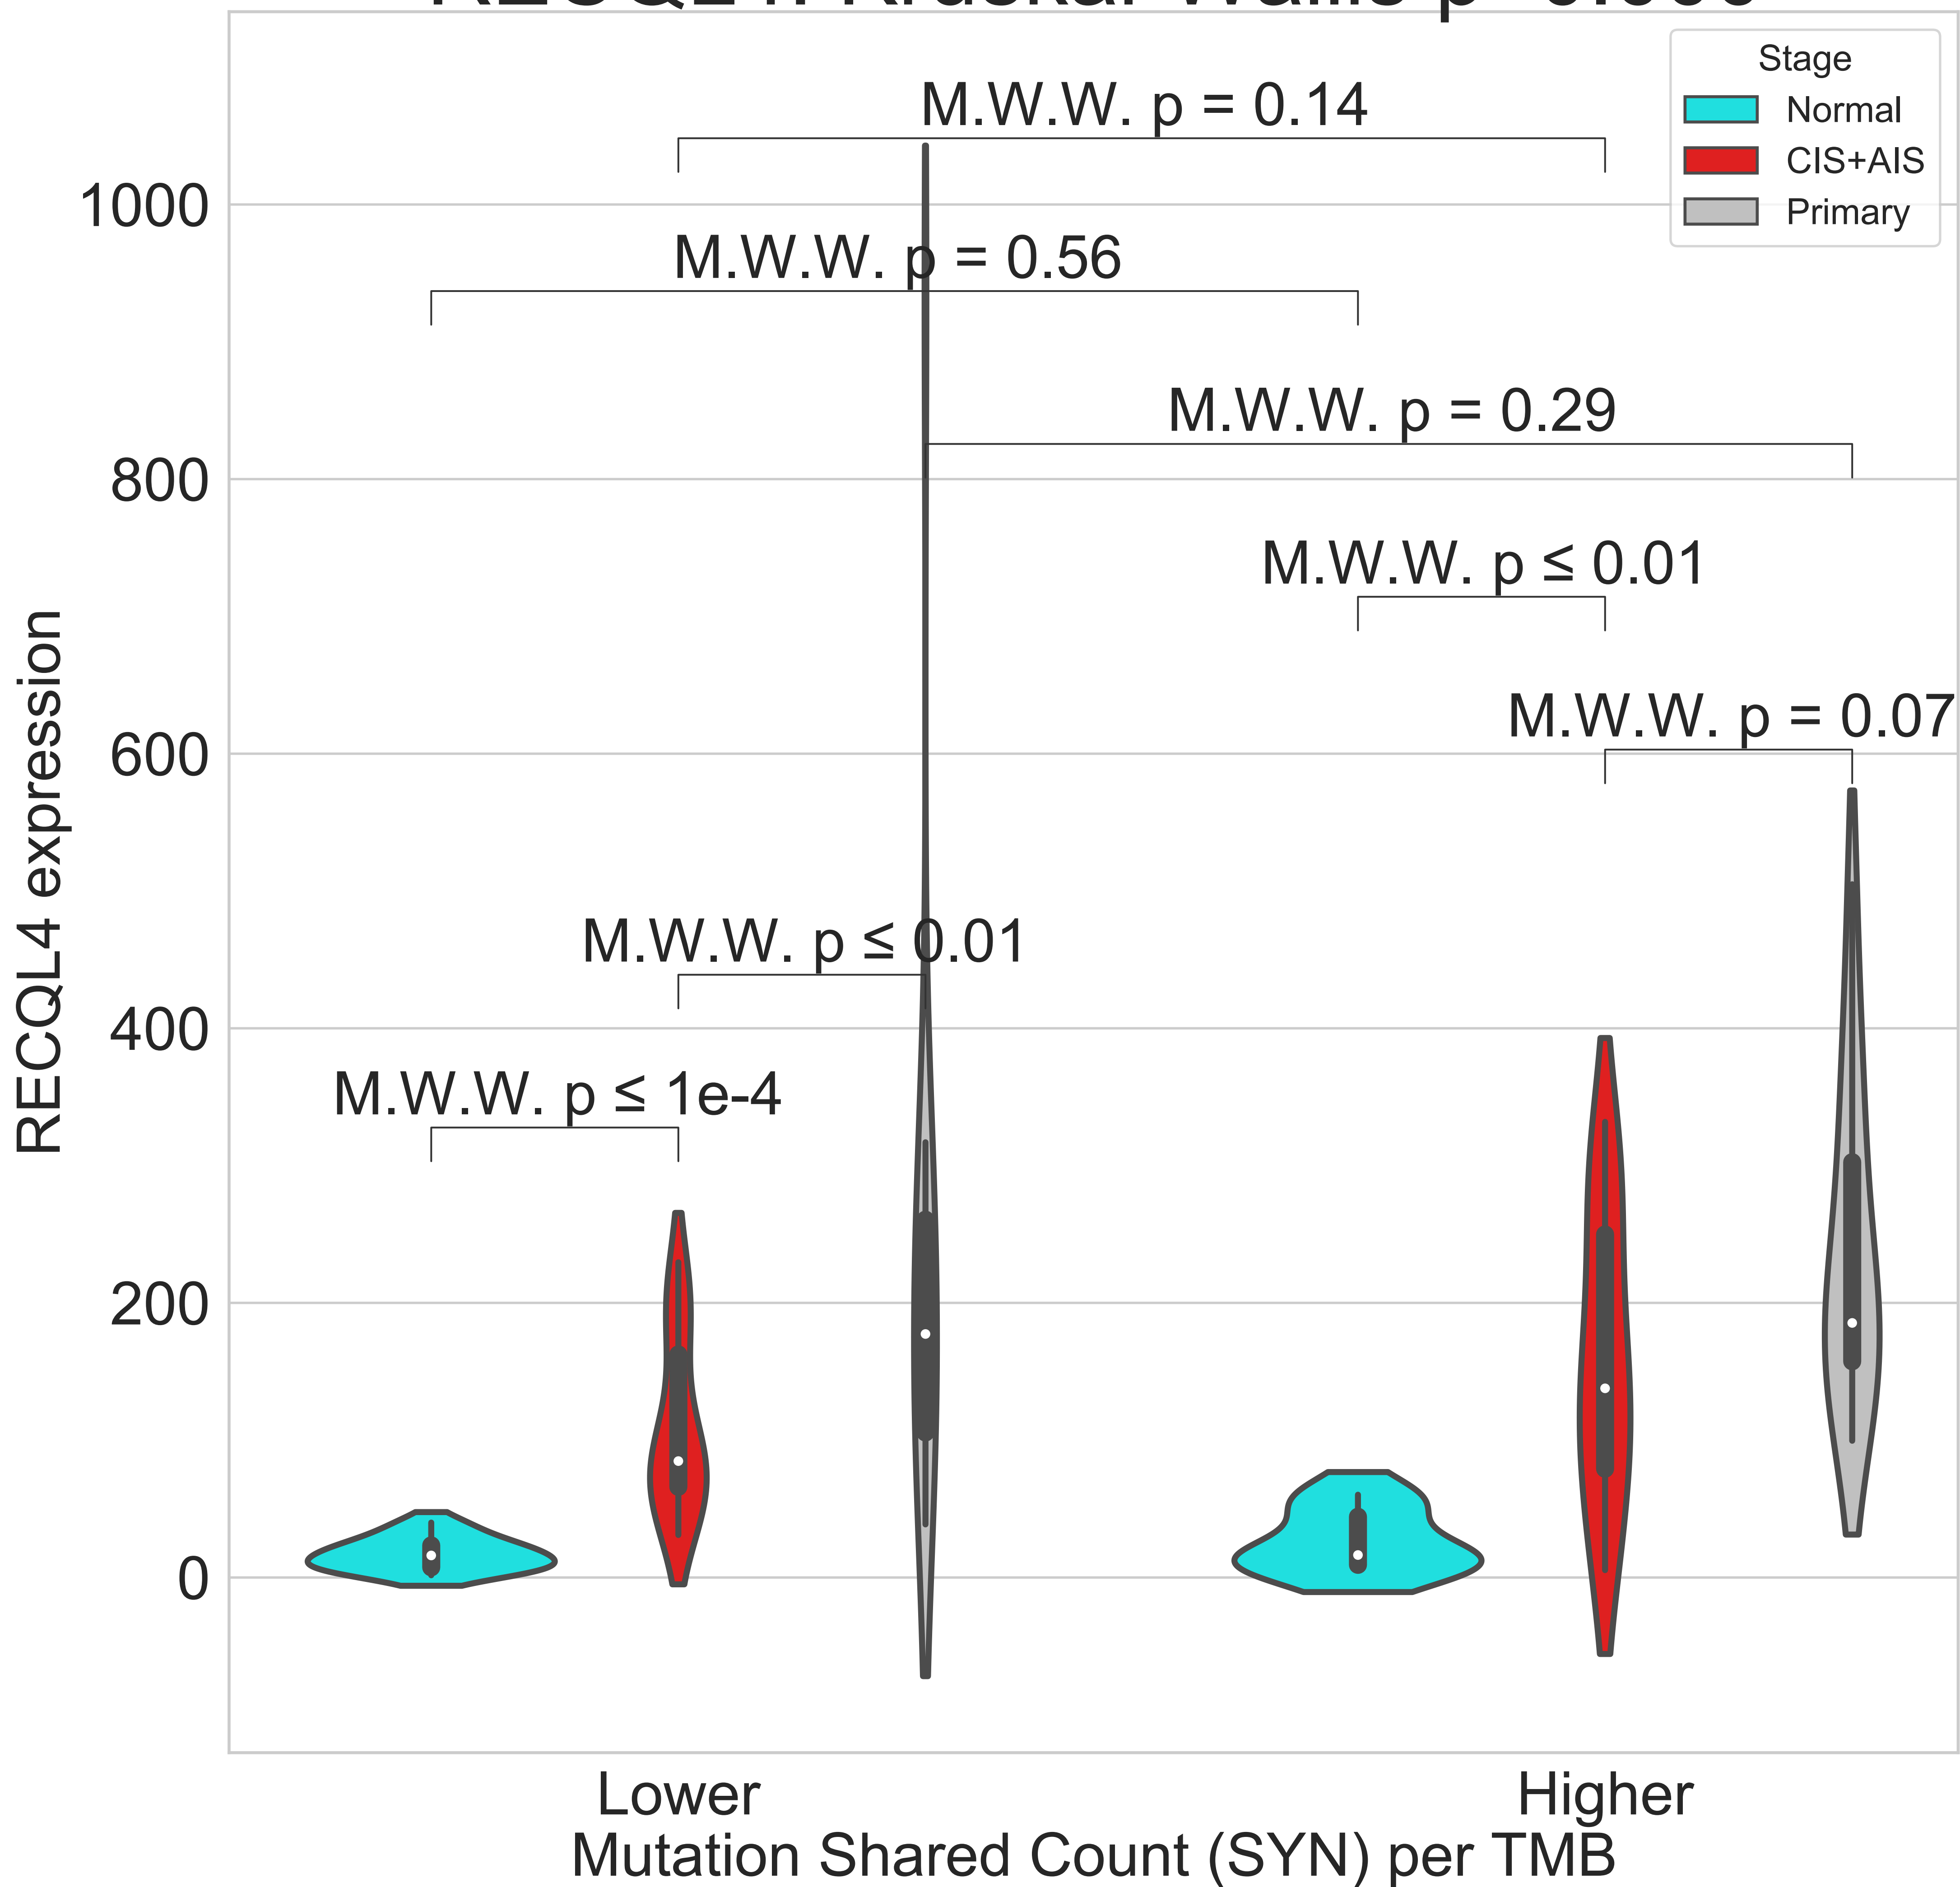 Stage
Normal
CIS+AIS
Primary
M.W.W. p = 0.14
M.W.W. p = 0.56
M.W.W. p = 0.29
M.W.W. p ≤ 0.01
M.W.W. p = 0.07
M.W.W. p ≤ 0.01
M.W.W. p ≤ 1e-4
1000
800
600
400
200
0
RECQL4 expression
Lower
Higher
Mutation Shared Count (SYN) per TMB